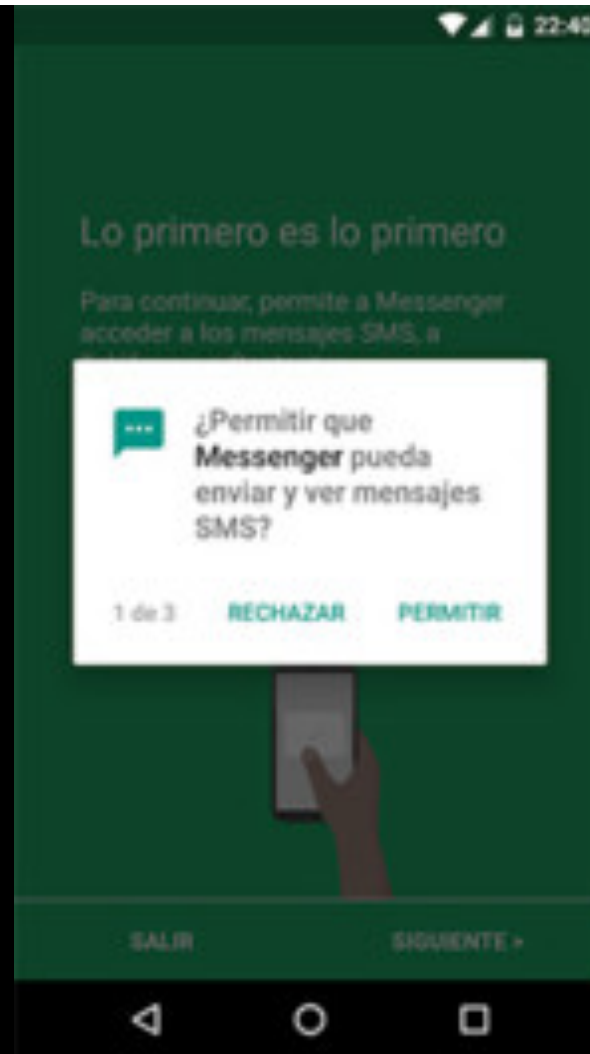 22:40
Lo primero es lo primero
Para continuar, permite a Messenger
acceder a los mensajes SMS, a
¿Permitir que
Messenger pueda
enviar y ver mensajes
SMS?
1 de 3 RECHAZAR PERMITIR
SALIR SIGUIENTE >